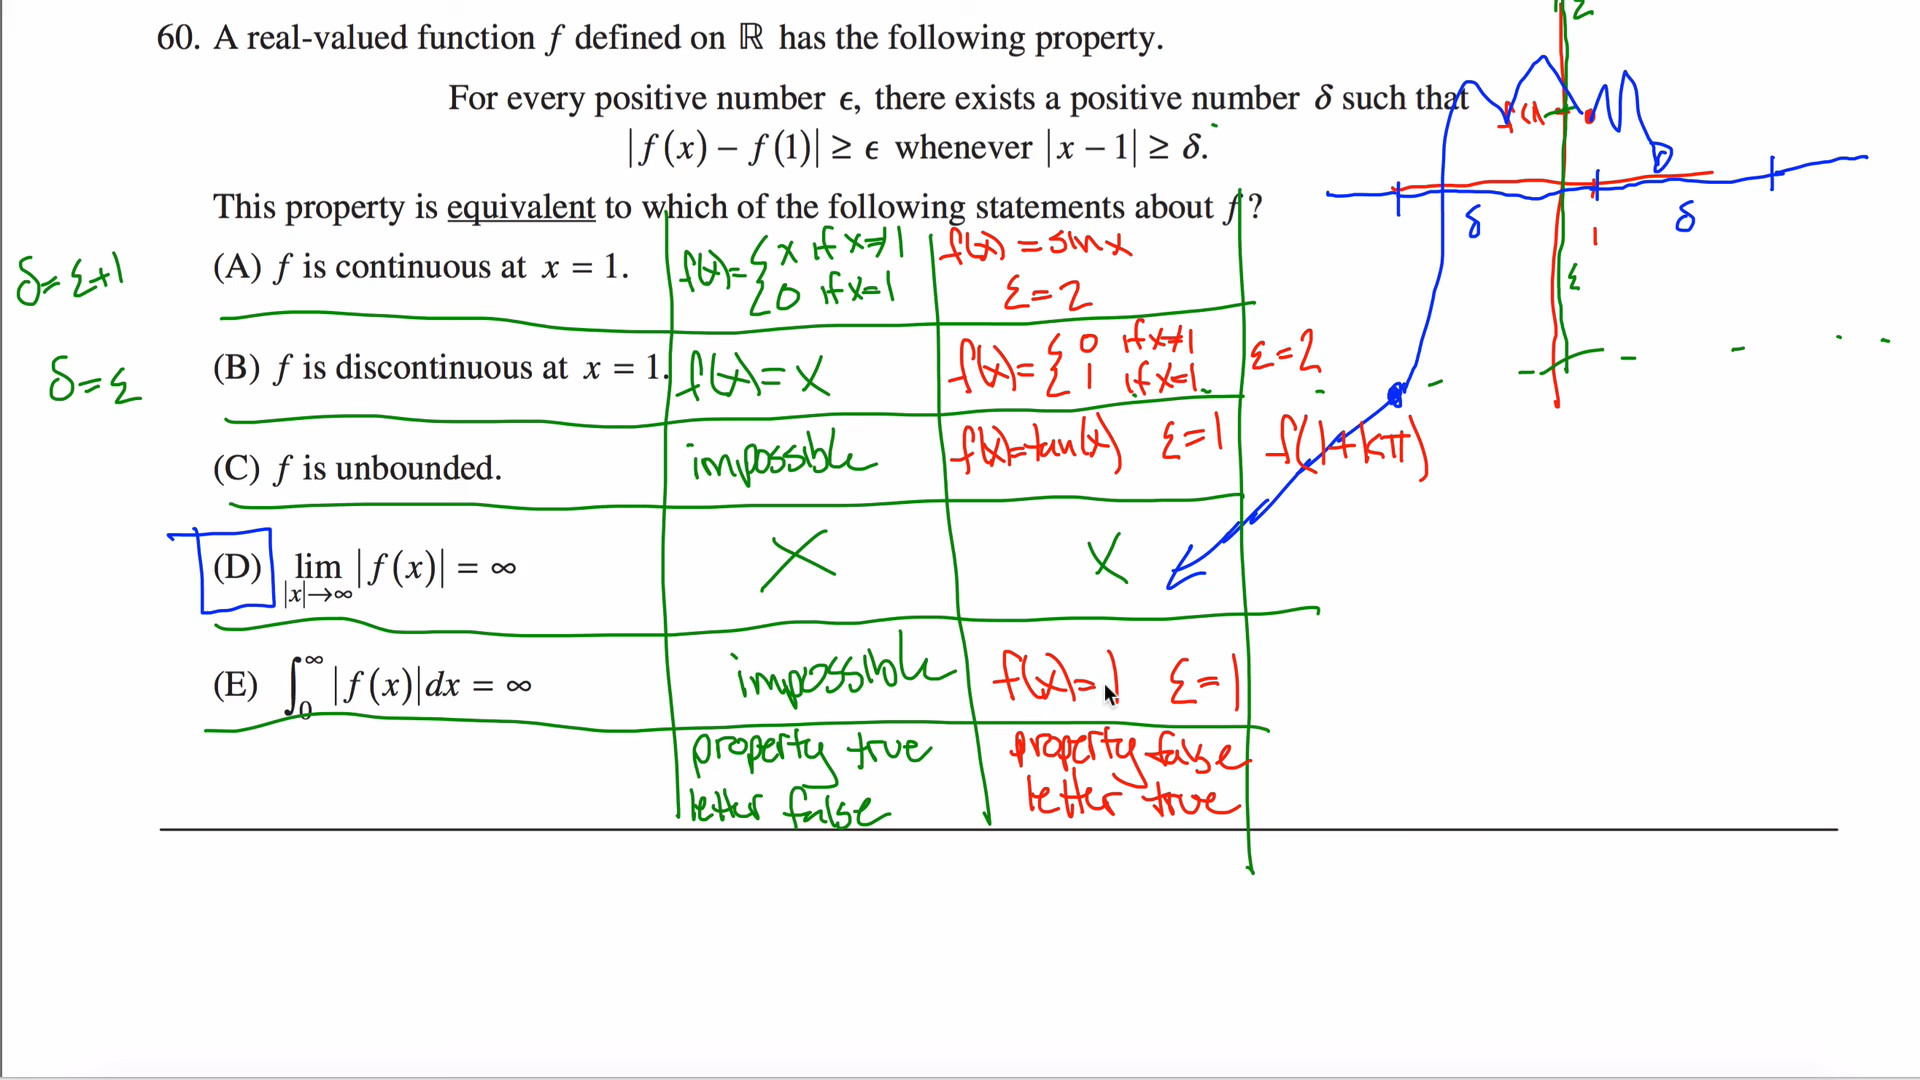 60. A real-valued function f defined on ℝ has the following property.
For every positive number ϵ, there exists a positive number δ such that
|f(x) − f(1)| ≥ ϵ whenever |x − 1| ≥ δ.
This property is equivalent to which of the following statements about f?
(A) f is continuous at x = 1.
f(x) = { x if x≠1
0 if x=1
f(x) = sin x
ε=2
δ=ε+1
(B) f is discontinuous at x = 1.
f(x) = x
f(x) = { 0 if x≠1
1 if x=1
ε=2
δ=ε
(C) f is unbounded.
impossible
f(x)=tan(x) ε=1 f(1+kπ)
(D) lim |x|→∞ |f(x)| = ∞
X X
(E) ∫₀^∞ |f(x)|dx = ∞
impossible
f(x)=1 ε=1
property true
letter false
property false
letter true
f(1)
δ
1
δ
ε